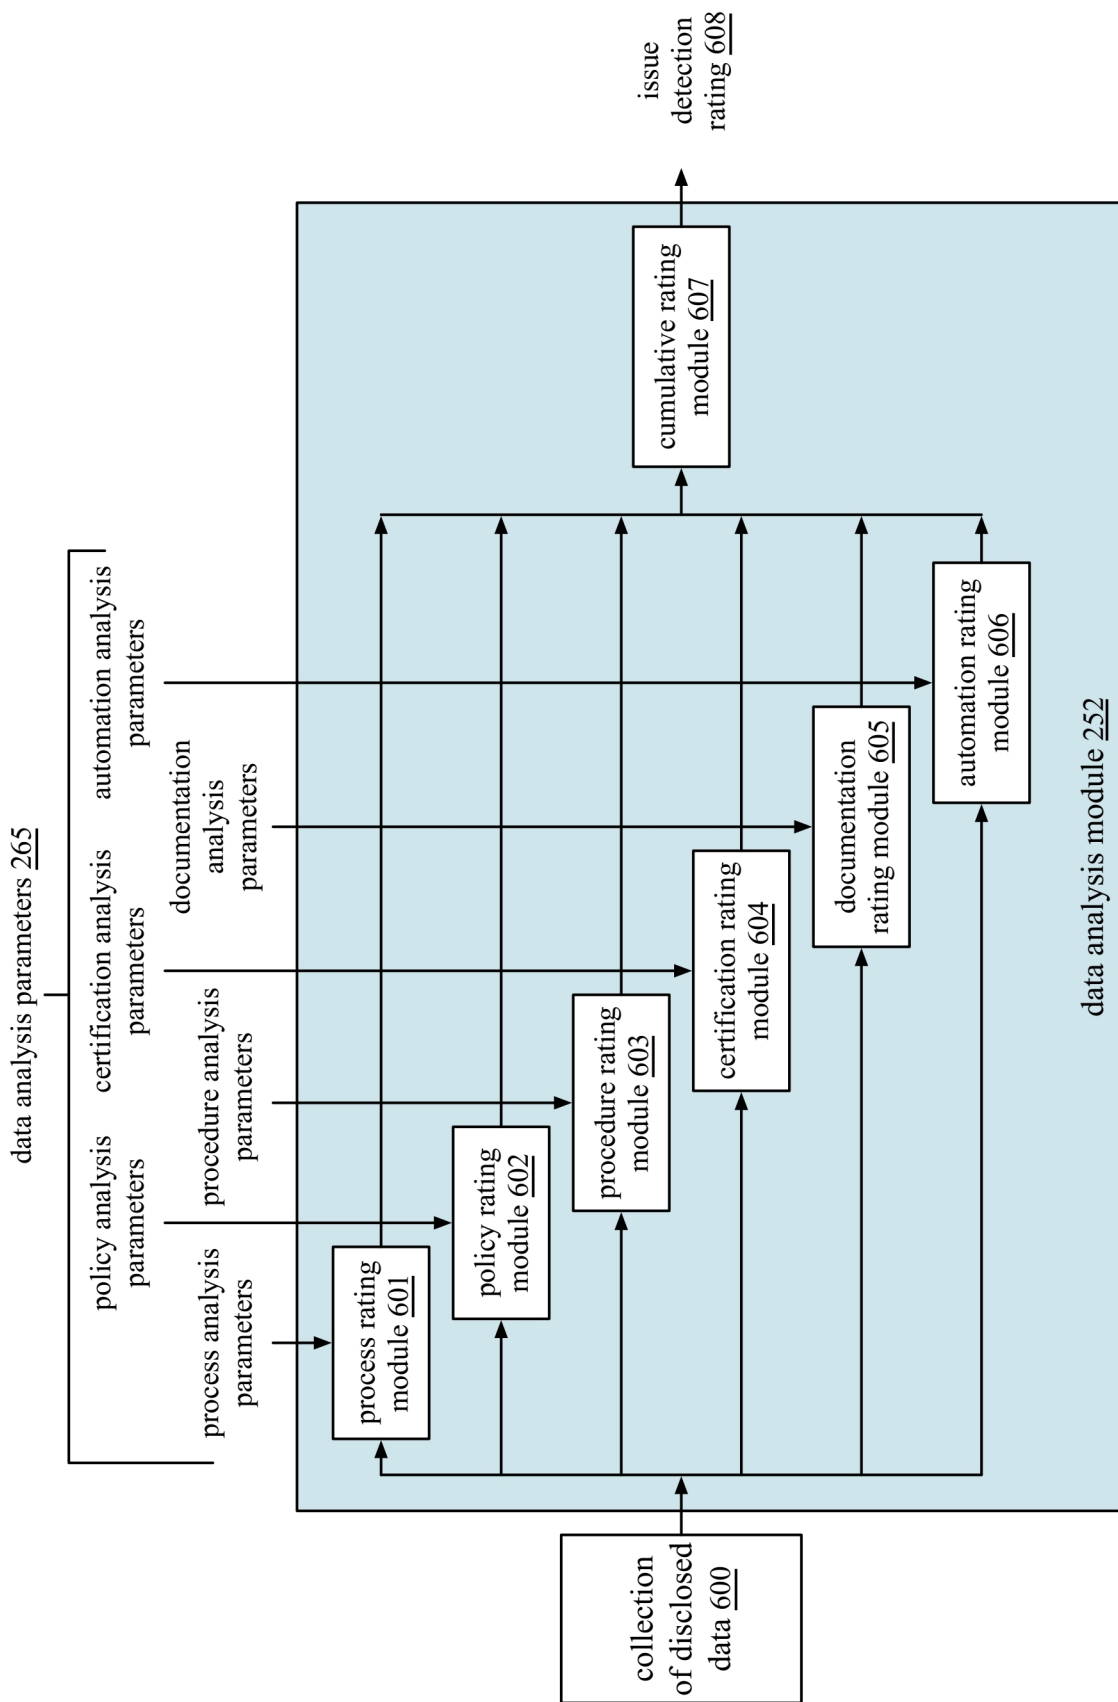 data analysis parameters 265
policy analysis
parameters
certification analysis
parameters
automation analysis
parameters
process analysis
parameters
procedure analysis
parameters
documentation
analysis
parameters
process rating
module 601
policy rating
module 602
procedure rating
module 603
certification rating
module 604
documentation
rating module 605
automation rating
module 606
collection
of disclosed
data 600
cumulative rating
module 607
issue
detection
rating 608
data analysis module 252